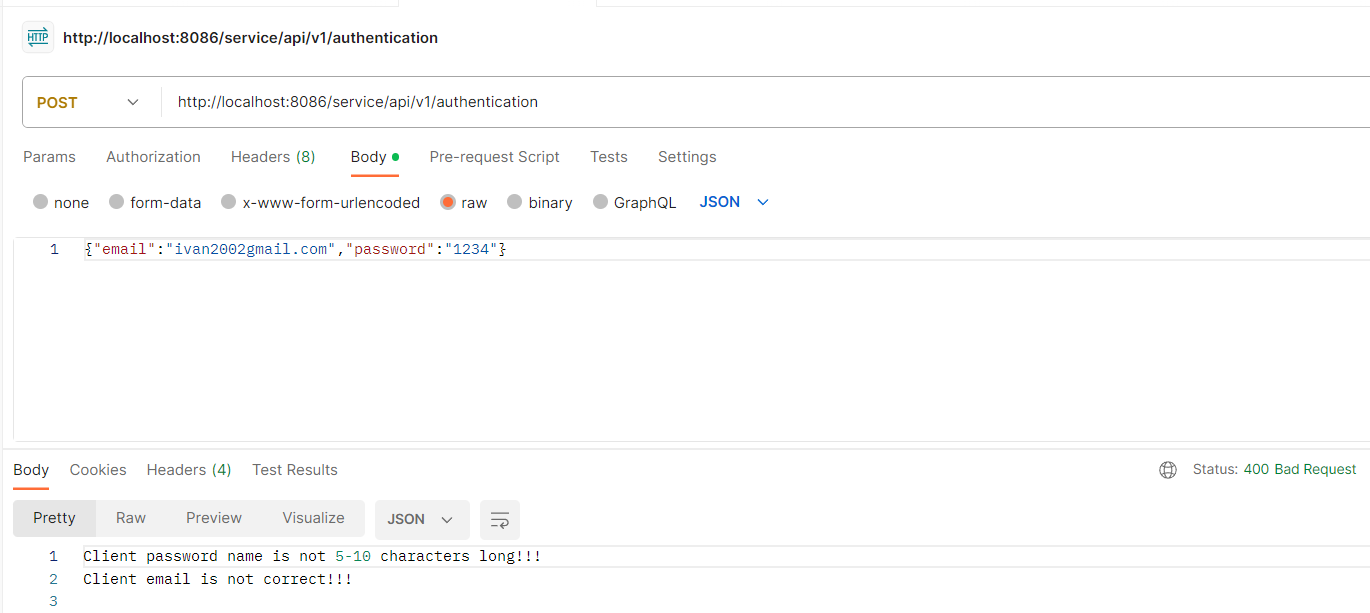 HTTP http://localhost:8086/service/api/v1/authentication
POST http://localhost:8086/service/api/v1/authentication
Params Authorization Headers (8) Body Pre-request Script Tests Settings
none form-data x-www-form-urlencoded raw binary GraphQL JSON
1 {"email":"ivan2002gmail.com","password":"1234"}
Body Cookies Headers (4) Test Results Status: 400 Bad Request
Pretty Raw Preview Visualize JSON
1 Client password name is not 5-10 characters long!!!
2 Client email is not correct!!!
3